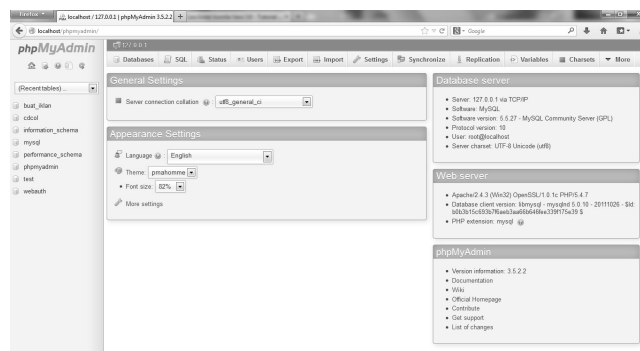 Firefox
localhost / 127.0.0.1 | phpMyAdmin 3.5.2.2
localhost/phpmyadmin/
Google
phpMyAdmin
127.0.0.1
Databases SQL Status Users Export Import Settings Synchronize Replication Variables Charsets More
(Recent tables) ...
buat_iklan
cdcol
information_schema
mysql
performance_schema
phpmyadmin
test
webauth
General Settings
Server connection collation : utf8_general_ci
Appearance Settings
Language : English
Theme: pmahomme
Font size: 82%
More settings
Database server
Server: 127.0.0.1 via TCP/IP
Software: MySQL
Software version: 5.5.27 - MySQL Community Server (GPL)
Protocol version: 10
User: root@localhost
Server charset: UTF-8 Unicode (utf8)
Web server
Apache/2.4.3 (Win32) OpenSSL/1.0.1c PHP/5.4.7
Database client version: libmysql - mysqlnd 5.0.10 - 20111026 - $Id:
PHP extension: mysql
phpMyAdmin
Version information: 3.5.2.2
Documentation
Wiki
Official Homepage
Contribute
Get support
List of changes